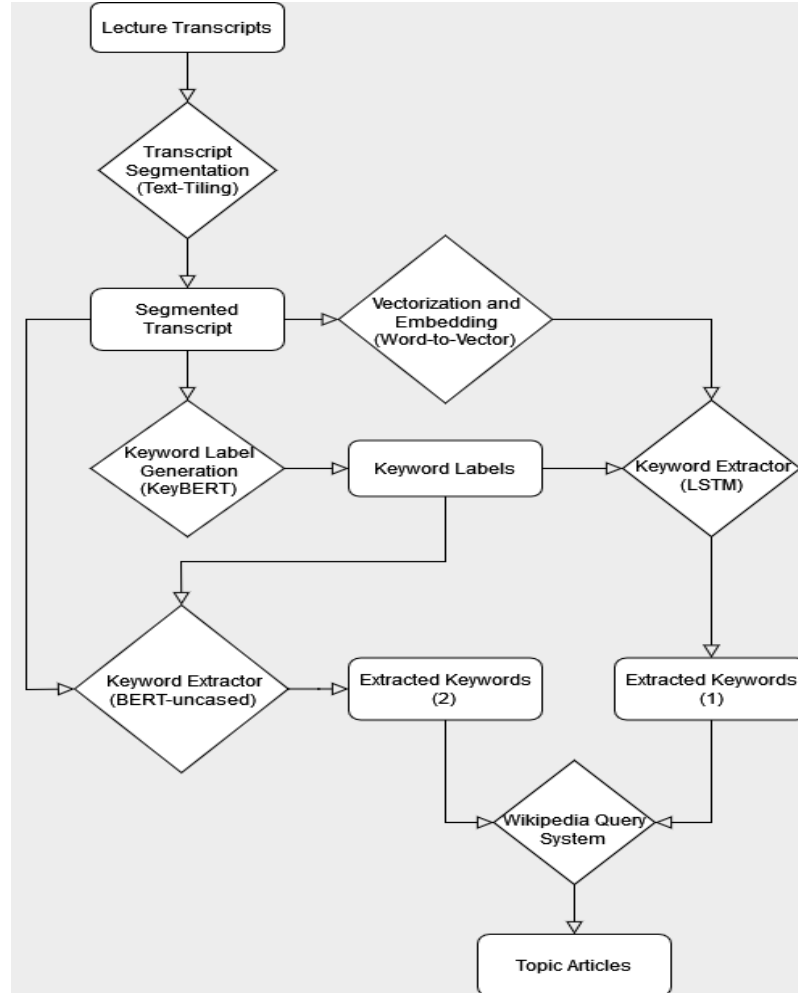 Lecture Transcripts
Transcript
Segmentation
(Text-Tiling)
Segmented
Transcript
Vectorization and
Embedding
(Word-to-Vector)
Keyword Label
Generation
(KeyBERT)
Keyword Labels
Keyword Extractor
(LSTM)
Keyword Extractor
(BERT-uncased)
Extracted Keywords
(2)
Extracted Keywords
(1)
Wikipedia Query
System
Topic Articles